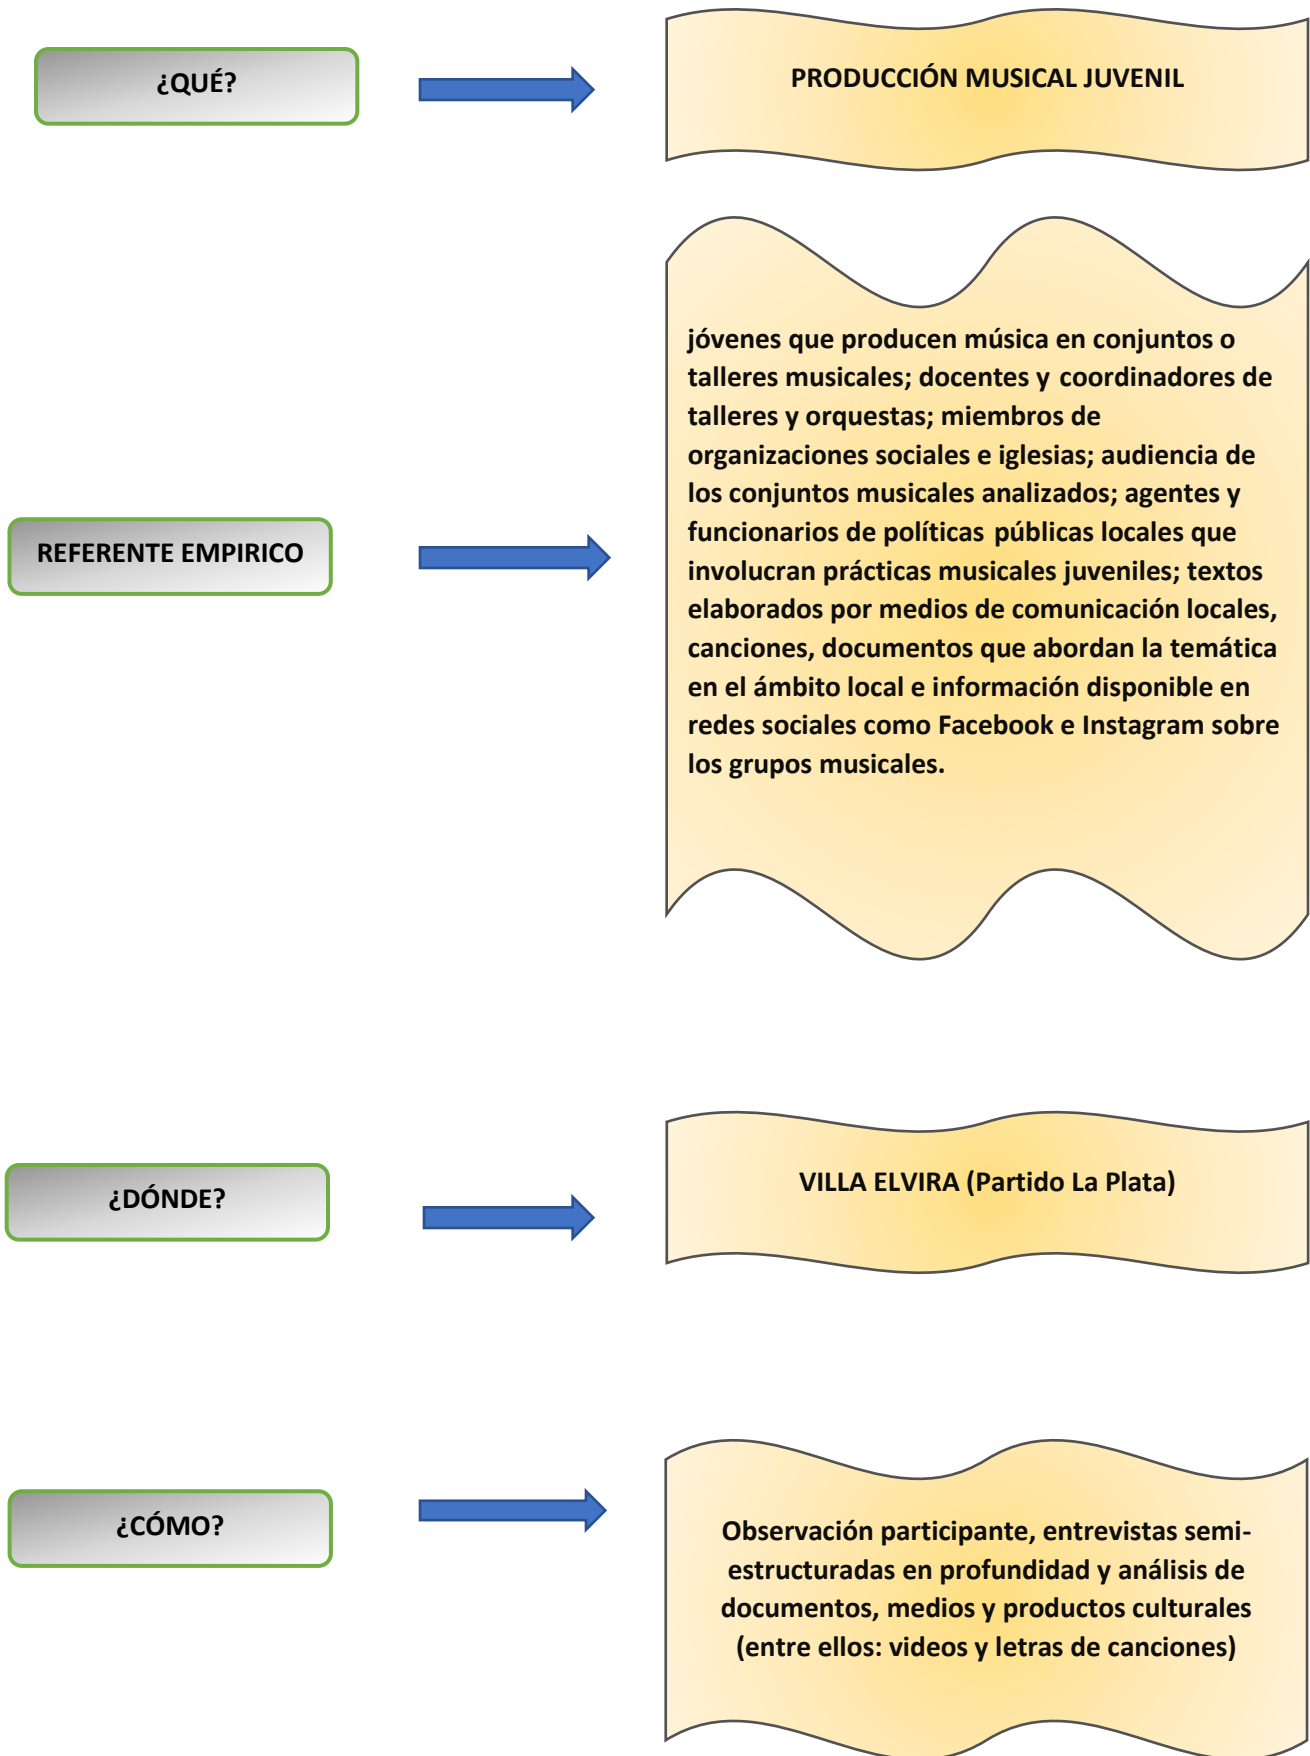 ¿QUÉ?
PRODUCCIÓN MUSICAL JUVENIL
REFERENTE EMPIRICO
jóvenes que producen música en conjuntos o
talleres musicales; docentes y coordinadores de
talleres y orquestas; miembros de
organizaciones sociales e iglesias; audiencia de
los conjuntos musicales analizados; agentes y
funcionarios de políticas públicas locales que
involucran prácticas musicales juveniles; textos
elaborados por medios de comunicación locales,
canciones, documentos que abordan la temática
en el ámbito local e información disponible en
redes sociales como Facebook e Instagram sobre
los grupos musicales.
¿DÓNDE?
VILLA ELVIRA (Partido La Plata)
¿CÓMO?
Observación participante, entrevistas semi-
estructuradas en profundidad y análisis de
documentos, medios y productos culturales
(entre ellos: videos y letras de canciones)